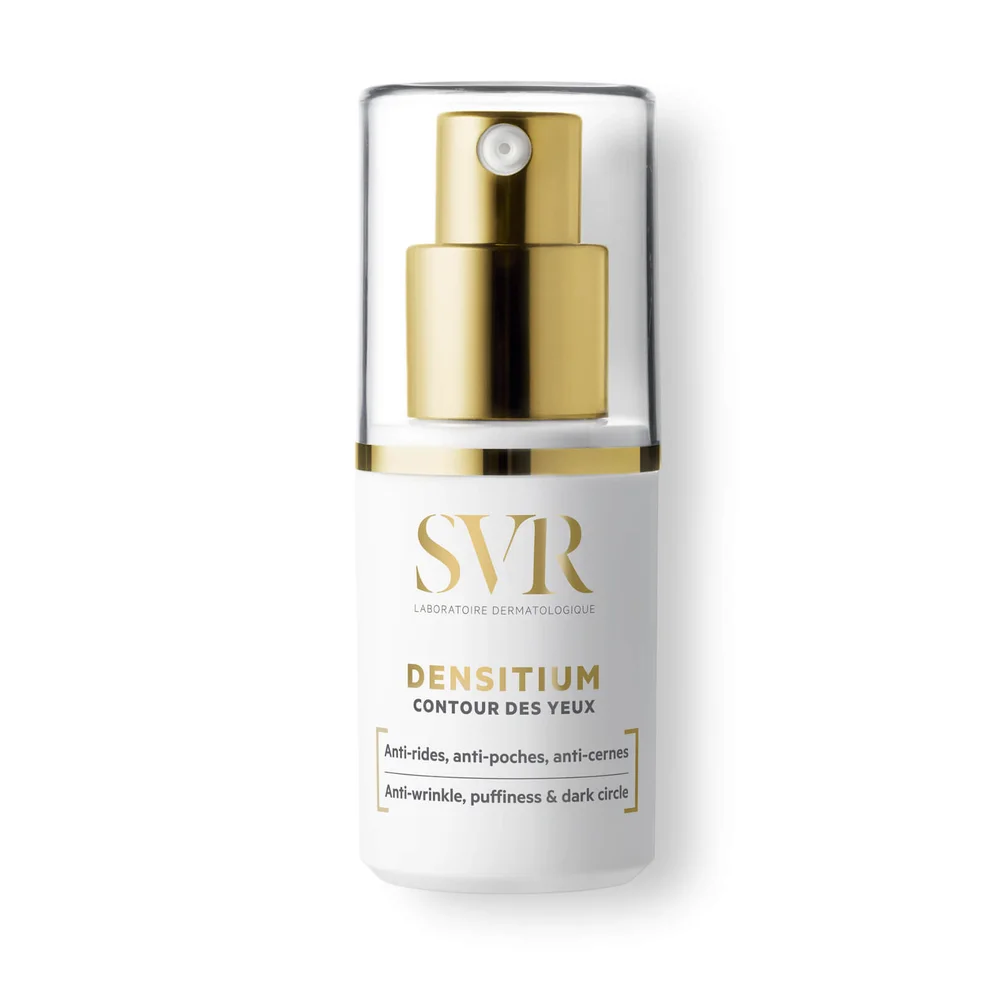 SVR
LABORATOIRE DERMATOLOGIQUE
DENSITIUM
CONTOUR DES YEUX
Anti-rides, anti-poches, anti-cernes
Anti-wrinkle, puffiness & dark circle